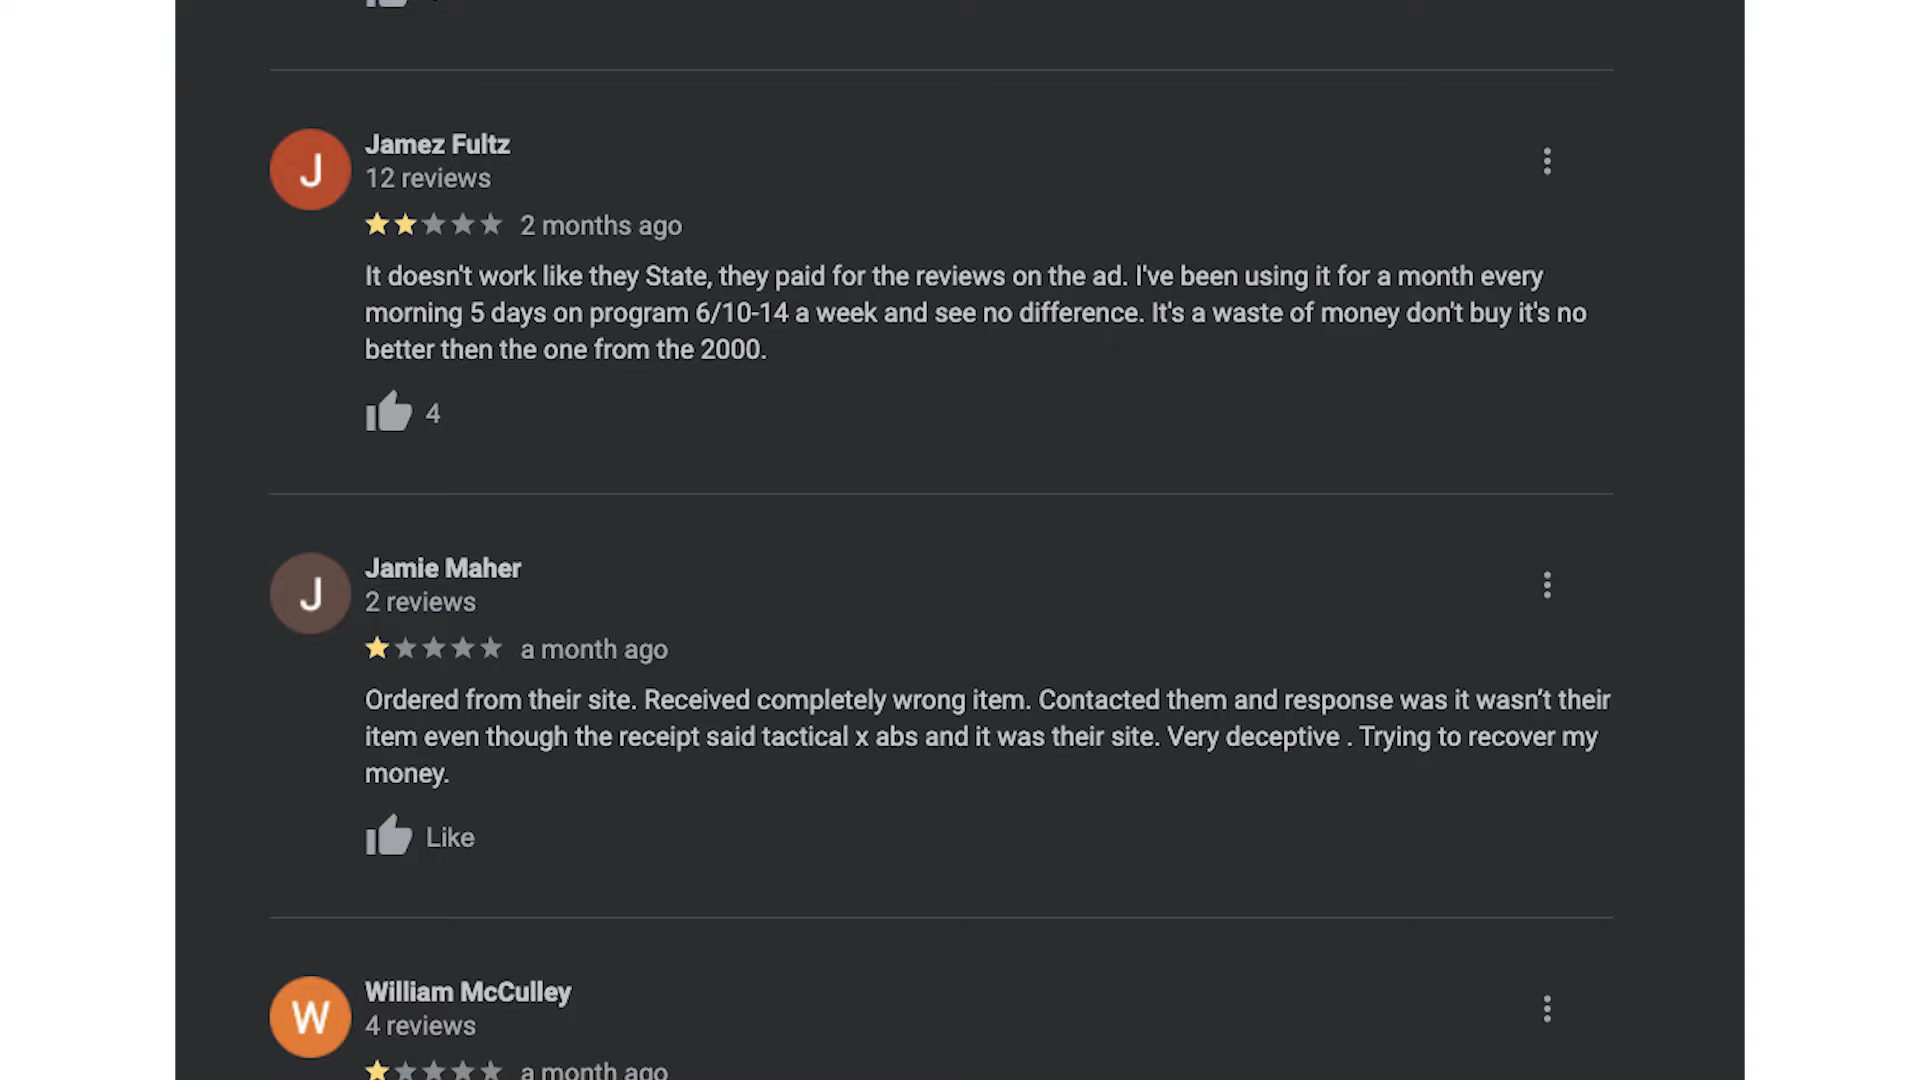 J
Jamez Fultz
12 reviews
2 months ago
It doesn't work like they State, they paid for the reviews on the ad. I've been using it for a month every
morning 5 days on program 6/10-14 a week and see no difference. It's a waste of money don't buy it's no
better then the one from the 2000.
4
J
Jamie Maher
2 reviews
a month ago
Ordered from their site. Received completely wrong item. Contacted them and response was it wasn’t their
item even though the receipt said tactical x abs and it was their site. Very deceptive . Trying to recover my
money.
Like
W
William McCulley
4 reviews
a month ago